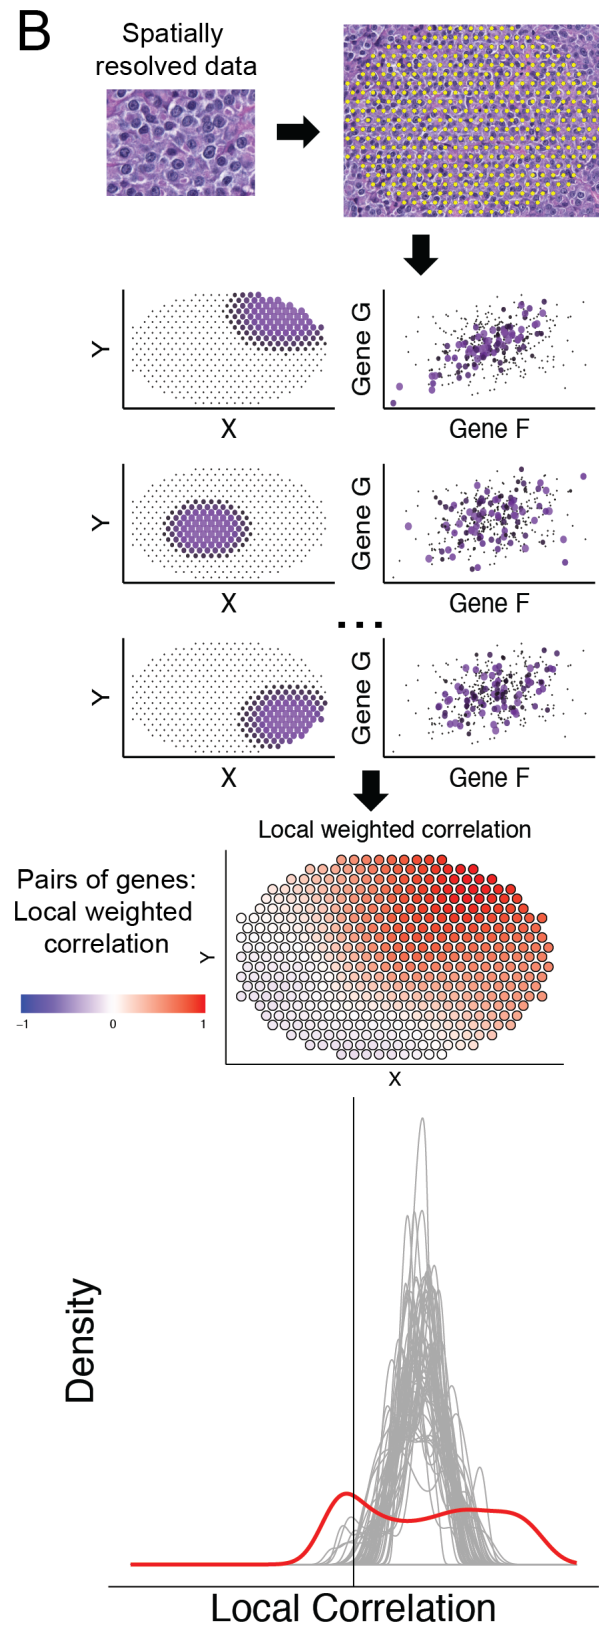 B
Spatially
resolved data
Y
X
Gene G
Gene F
Y
X
Gene G
Gene F
...
Y
X
Gene G
Gene F
Local weighted correlation
Pairs of genes:
Local weighted
correlation
−1
0
1
Y
X
Density
Local Correlation